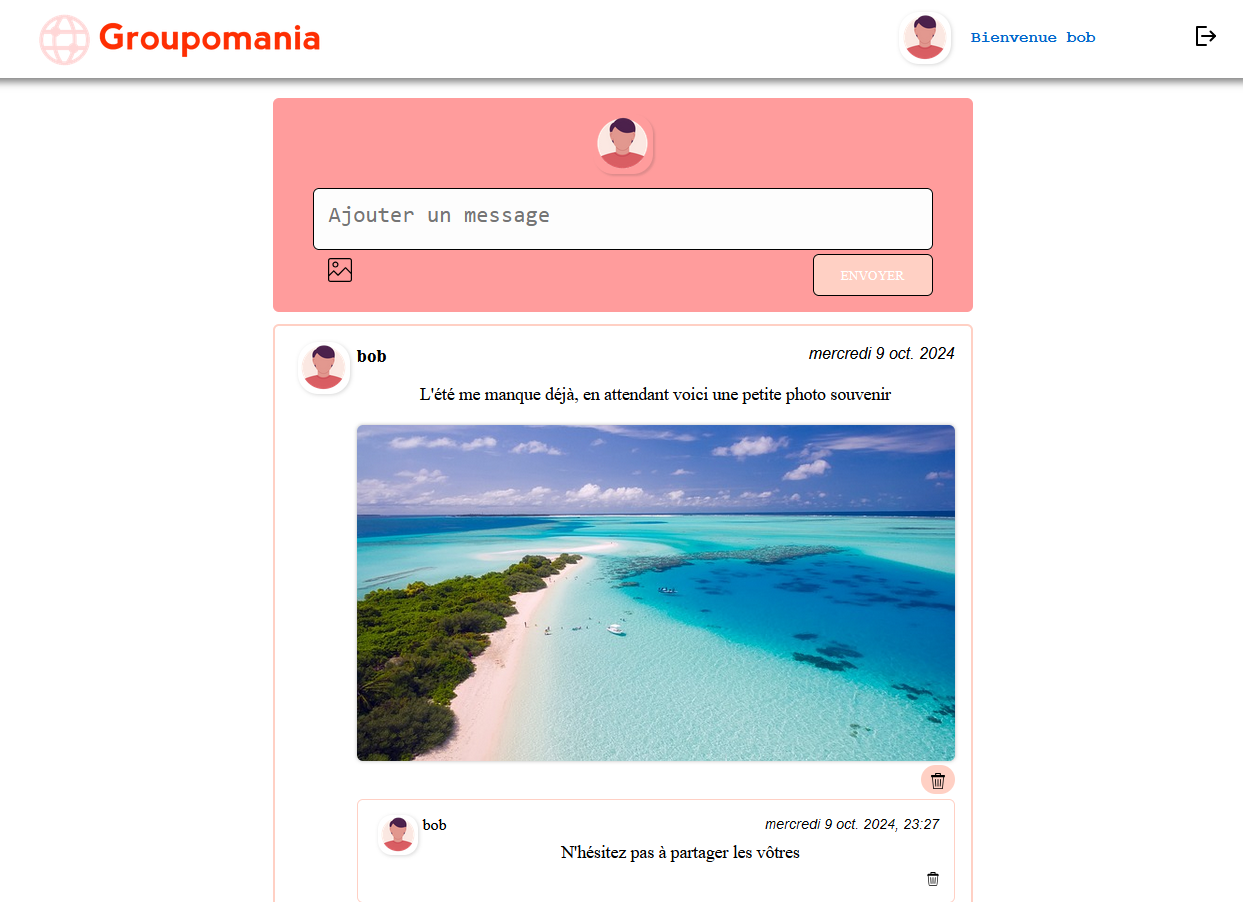 Groupomania
Bienvenue bob
Ajouter un message
ENVOYER
bob
mercredi 9 oct. 2024
L'été me manque déjà, en attendant voici une petite photo souvenir
bob
mercredi 9 oct. 2024, 23:27
N'hésitez pas à partager les vôtres